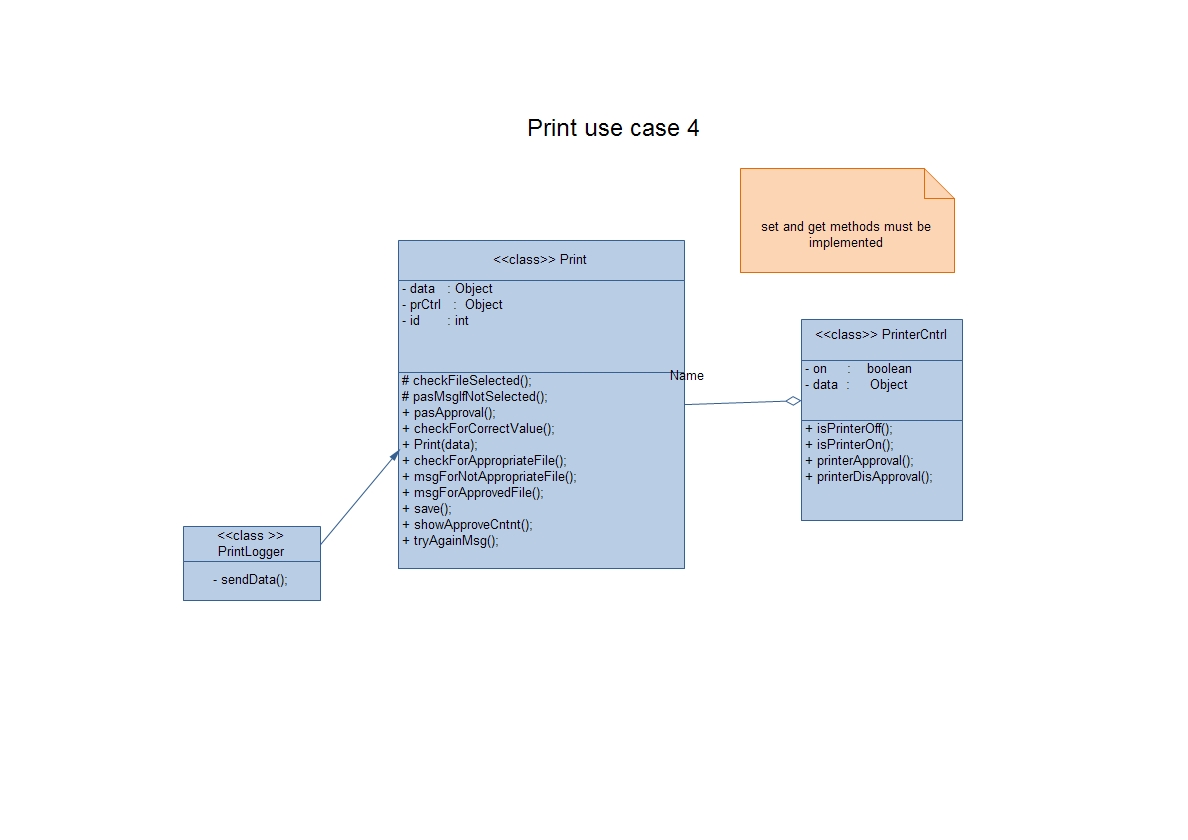 Print use case 4
set and get methods must be
implemented
<<class>> Print
- data : Object
- prCtrl : Object
- id : int
# checkFileSelected();
# pasMsgIfNotSelected();
+ pasApproval();
+ checkForCorrectValue();
+ Print(data);
+ checkForAppropriateFile();
+ msgForNotAppropriateFile();
+ msgForApprovedFile();
+ save();
+ showApproveCntnt();
+ tryAgainMsg();
Name
<<class>> PrinterCntrl
- on : boolean
- data : Object
+ isPrinterOff();
+ isPrinterOn();
+ printerApproval();
+ printerDisApproval();
<<class >>
PrintLogger
- sendData();